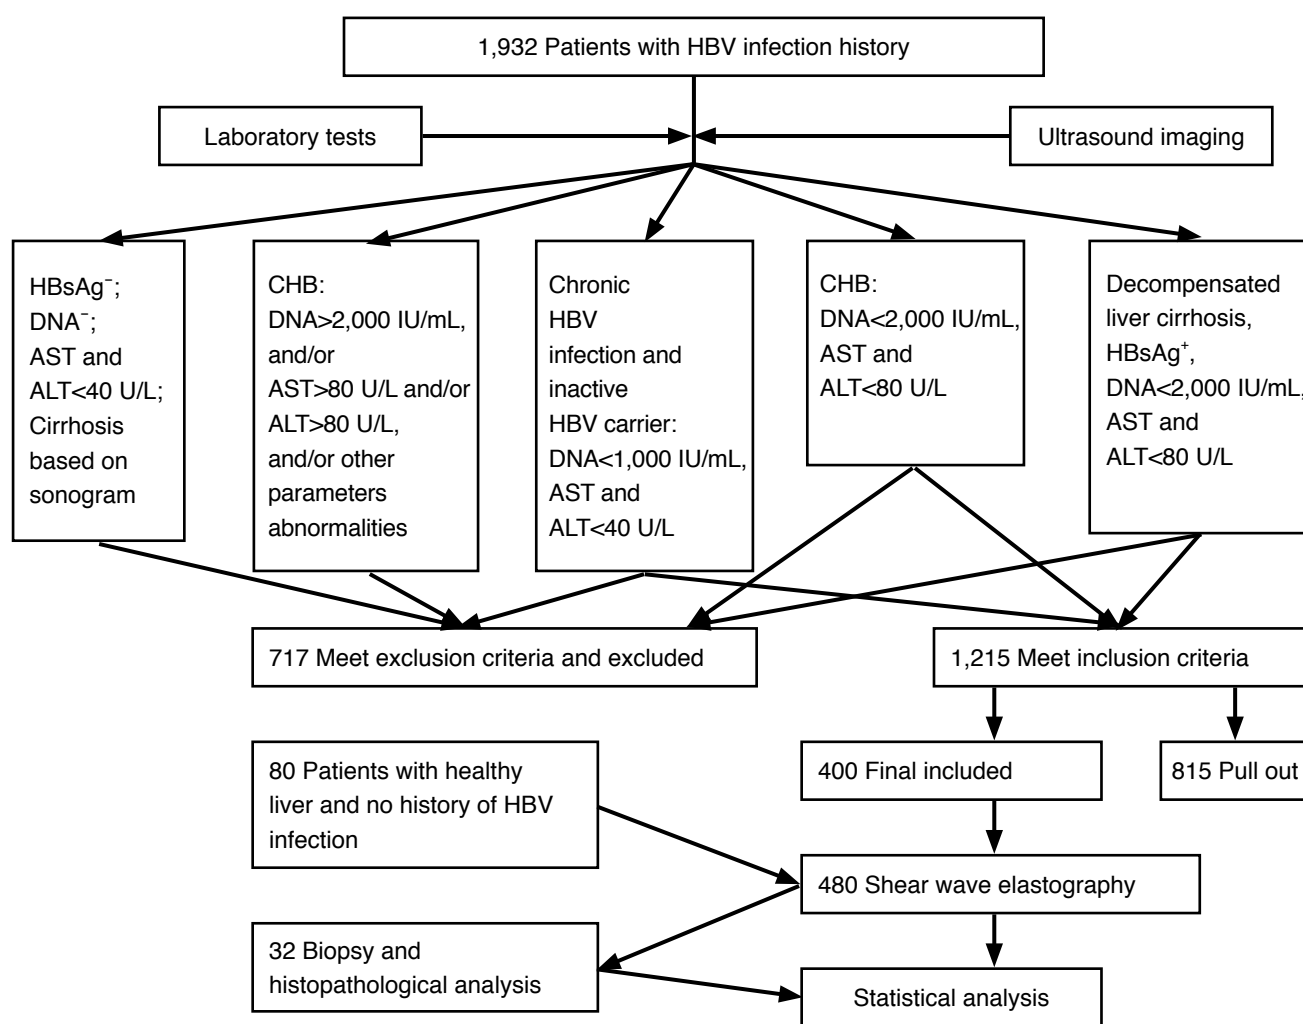 1,932 Patients with HBV infection history
Laboratory tests
Ultrasound imaging
HBsAg⁻;
DNA⁻;
AST and
ALT<40 U/L;
Cirrhosis
based on
sonogram
CHB:
DNA>2,000 IU/mL,
and/or
AST>80 U/L and/or
ALT>80 U/L,
and/or other
parameters
abnormalities
Chronic
HBV
infection and
inactive
HBV carrier:
DNA<1,000 IU/mL,
AST and
ALT<40 U/L
CHB:
DNA<2,000 IU/mL,
AST and
ALT<80 U/L
Decompensated
liver cirrhosis,
HBsAg⁺,
DNA<2,000 IU/mL,
AST and
ALT<80 U/L
717 Meet exclusion criteria and excluded
1,215 Meet inclusion criteria
80 Patients with healthy
liver and no history of HBV
infection
400 Final included
815 Pull out
480 Shear wave elastography
32 Biopsy and
histopathological analysis
Statistical analysis